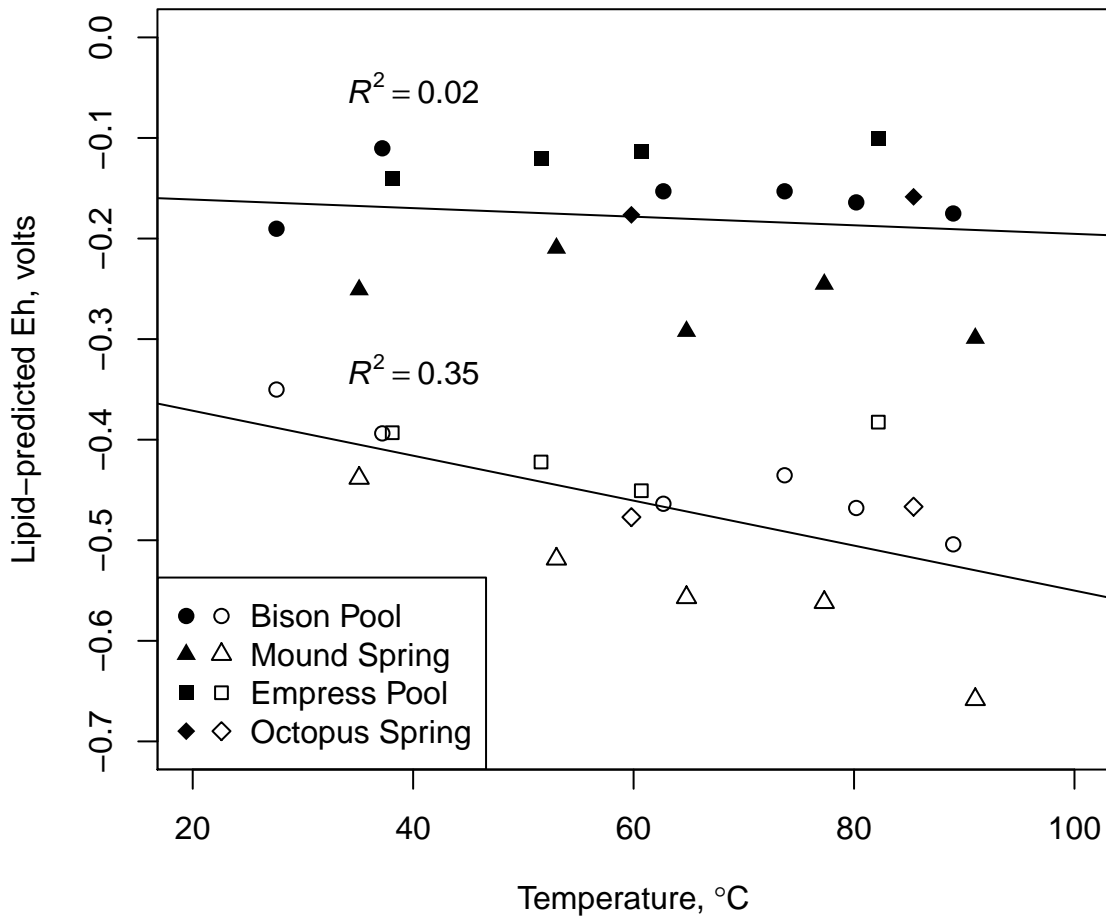 0.0
−0.1
−0.2
−0.3
−0.4
−0.5
−0.6
−0.7
Lipid−predicted Eh, volts
R² = 0.02
R² = 0.35
Bison Pool
Mound Spring
Empress Pool
Octopus Spring
20 40 60 80 100
Temperature, °C